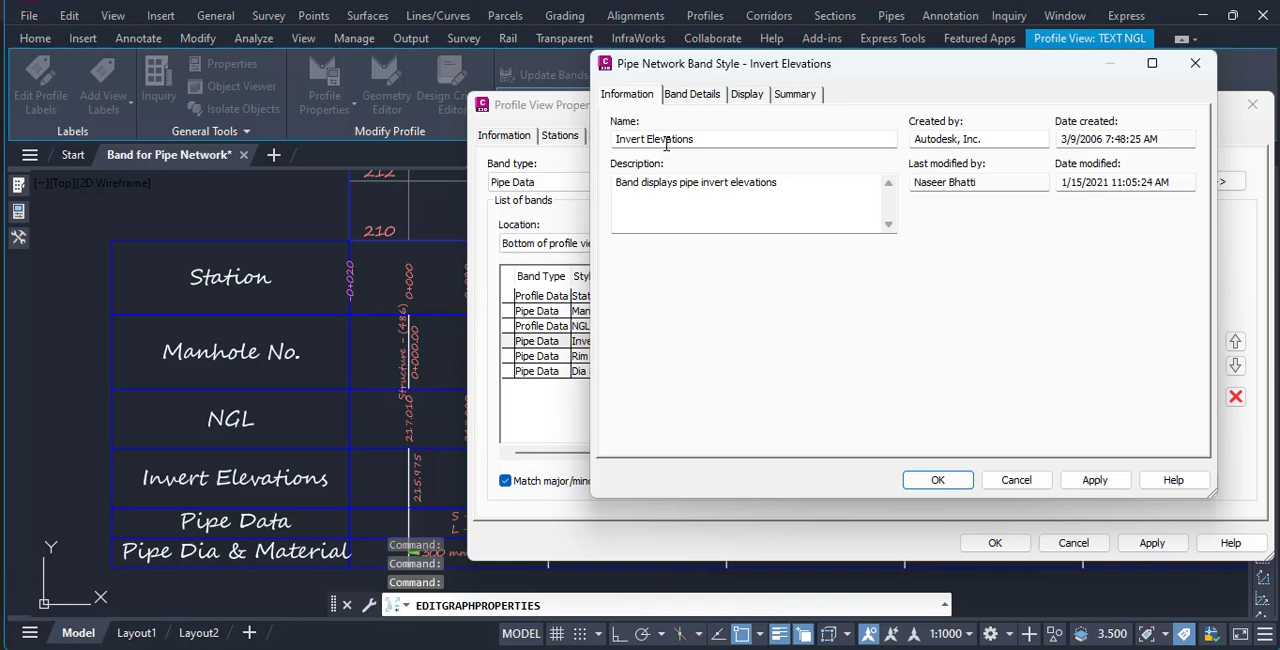 File Edit View Insert General Survey Points Surfaces Lines/Curves Parcels Grading Alignments Profiles Corridors Sections Pipes Annotation Inquiry Window Express
Home Insert Annotate Modify Analyze View Manage Output Survey Rail Transparent InfraWorks Collaborate Help Add-ins Express Tools Featured Apps Profile View: TEXT NGL
Edit Profile Labels
Add View
Labels
Inquiry
Properties
Object Viewer
Isolate Objects
General Tools
Profile Properties
Geometry Editor
Design
Modify Profile
Update Bands
Start Band for Pipe Network*
[−][Top][2D Wireframe]
212
210
Station
-0+020
0+000
Manhole No.
Structure - (486)
0+000.00
NGL
217.010
Invert Elevations
215.975
Pipe Data
S -
L -
Pipe Dia & Material
300 mm
Y
X
Command:
Command:
Command:
EDITGRAPHPROPERTIES
Profile View Prope
Information Stations
Band type:
Pipe Data
List of bands
Location:
Bottom of profile vie
Band Type Sty
Profile Data Stat
Pipe Data Man
Profile Data NGL
Pipe Data Inve
Pipe Data Rim
Pipe Data Dia
Match major/mino
OK Cancel Apply Help
Pipe Network Band Style - Invert Elevations
Information Band Details Display Summary
Name:
Invert Elevations
Created by:
Autodesk, Inc.
Date created:
3/9/2006 7:48:25 AM
Description:
Band displays pipe invert elevations
Last modified by:
Naseer Bhatti
Date modified:
1/15/2021 11:05:24 AM
OK Cancel Apply Help
Model Layout1 Layout2
MODEL 1:1000 3.500